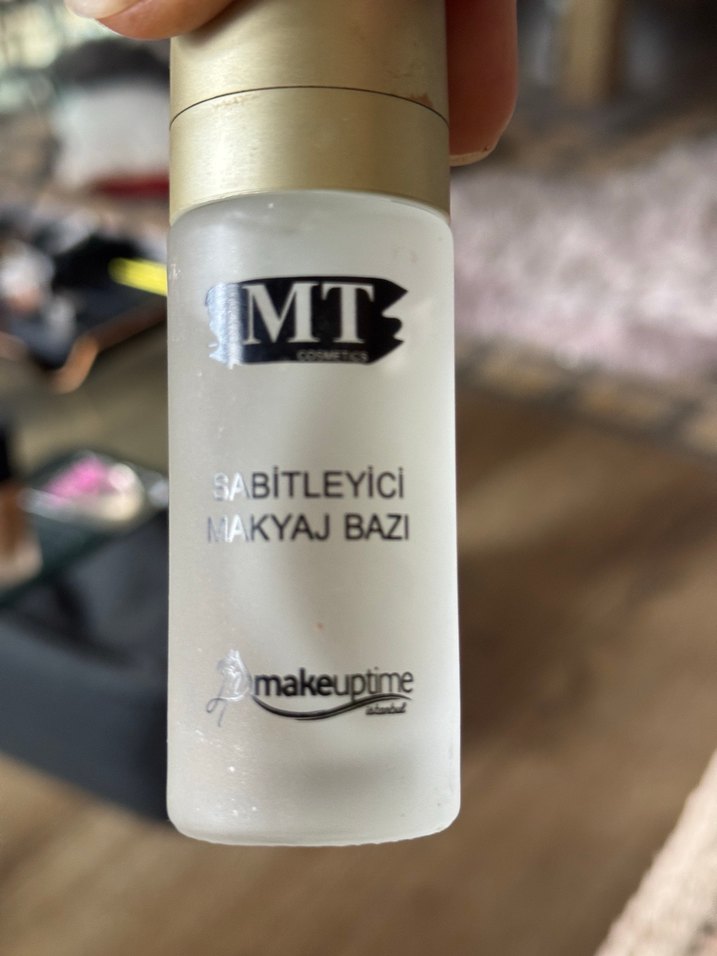 MT
COSMETICS
SABİTLEYİCİ
MAKYAJ BAZI
makeuptime
istanbul